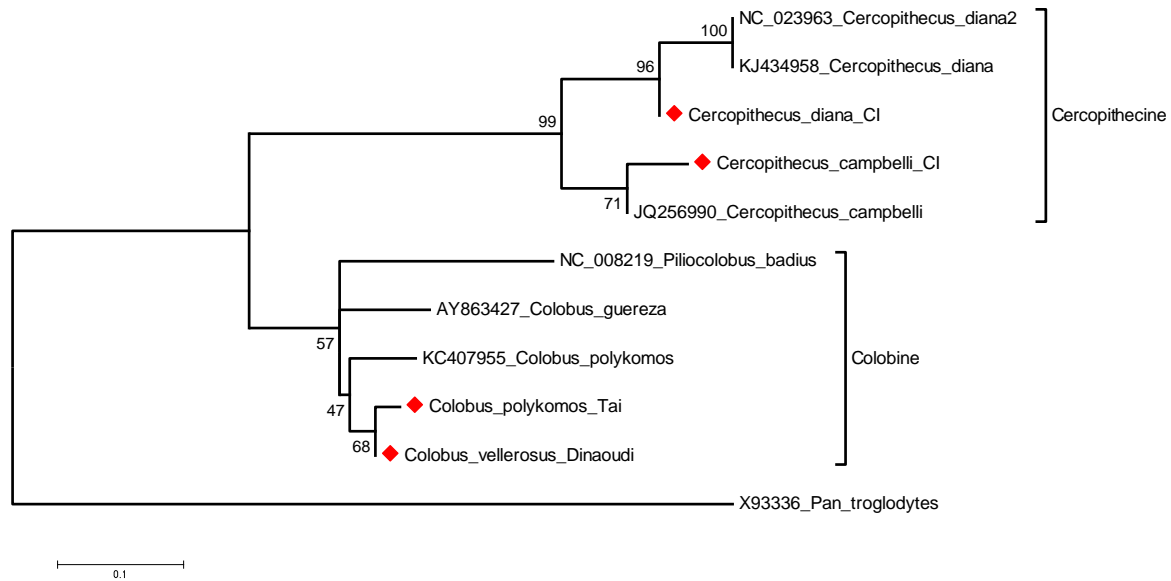 NC_023963_Cercopithecus_diana2
100
KJ434958_Cercopithecus_diana
96
Cercopithecus_diana_CI
Cercopithecine
99
Cercopithecus_campbelli_CI
71
JQ256990_Cercopithecus_campbelli
NC_008219_Piliocolobus_badius
AY863427_Colobus_guereza
57
KC407955_Colobus_polykomos
Colobine
47
Colobus_polykomos_Tai
68
Colobus_vellerosus_Dinaoudi
X93336_Pan_troglodytes
0.1